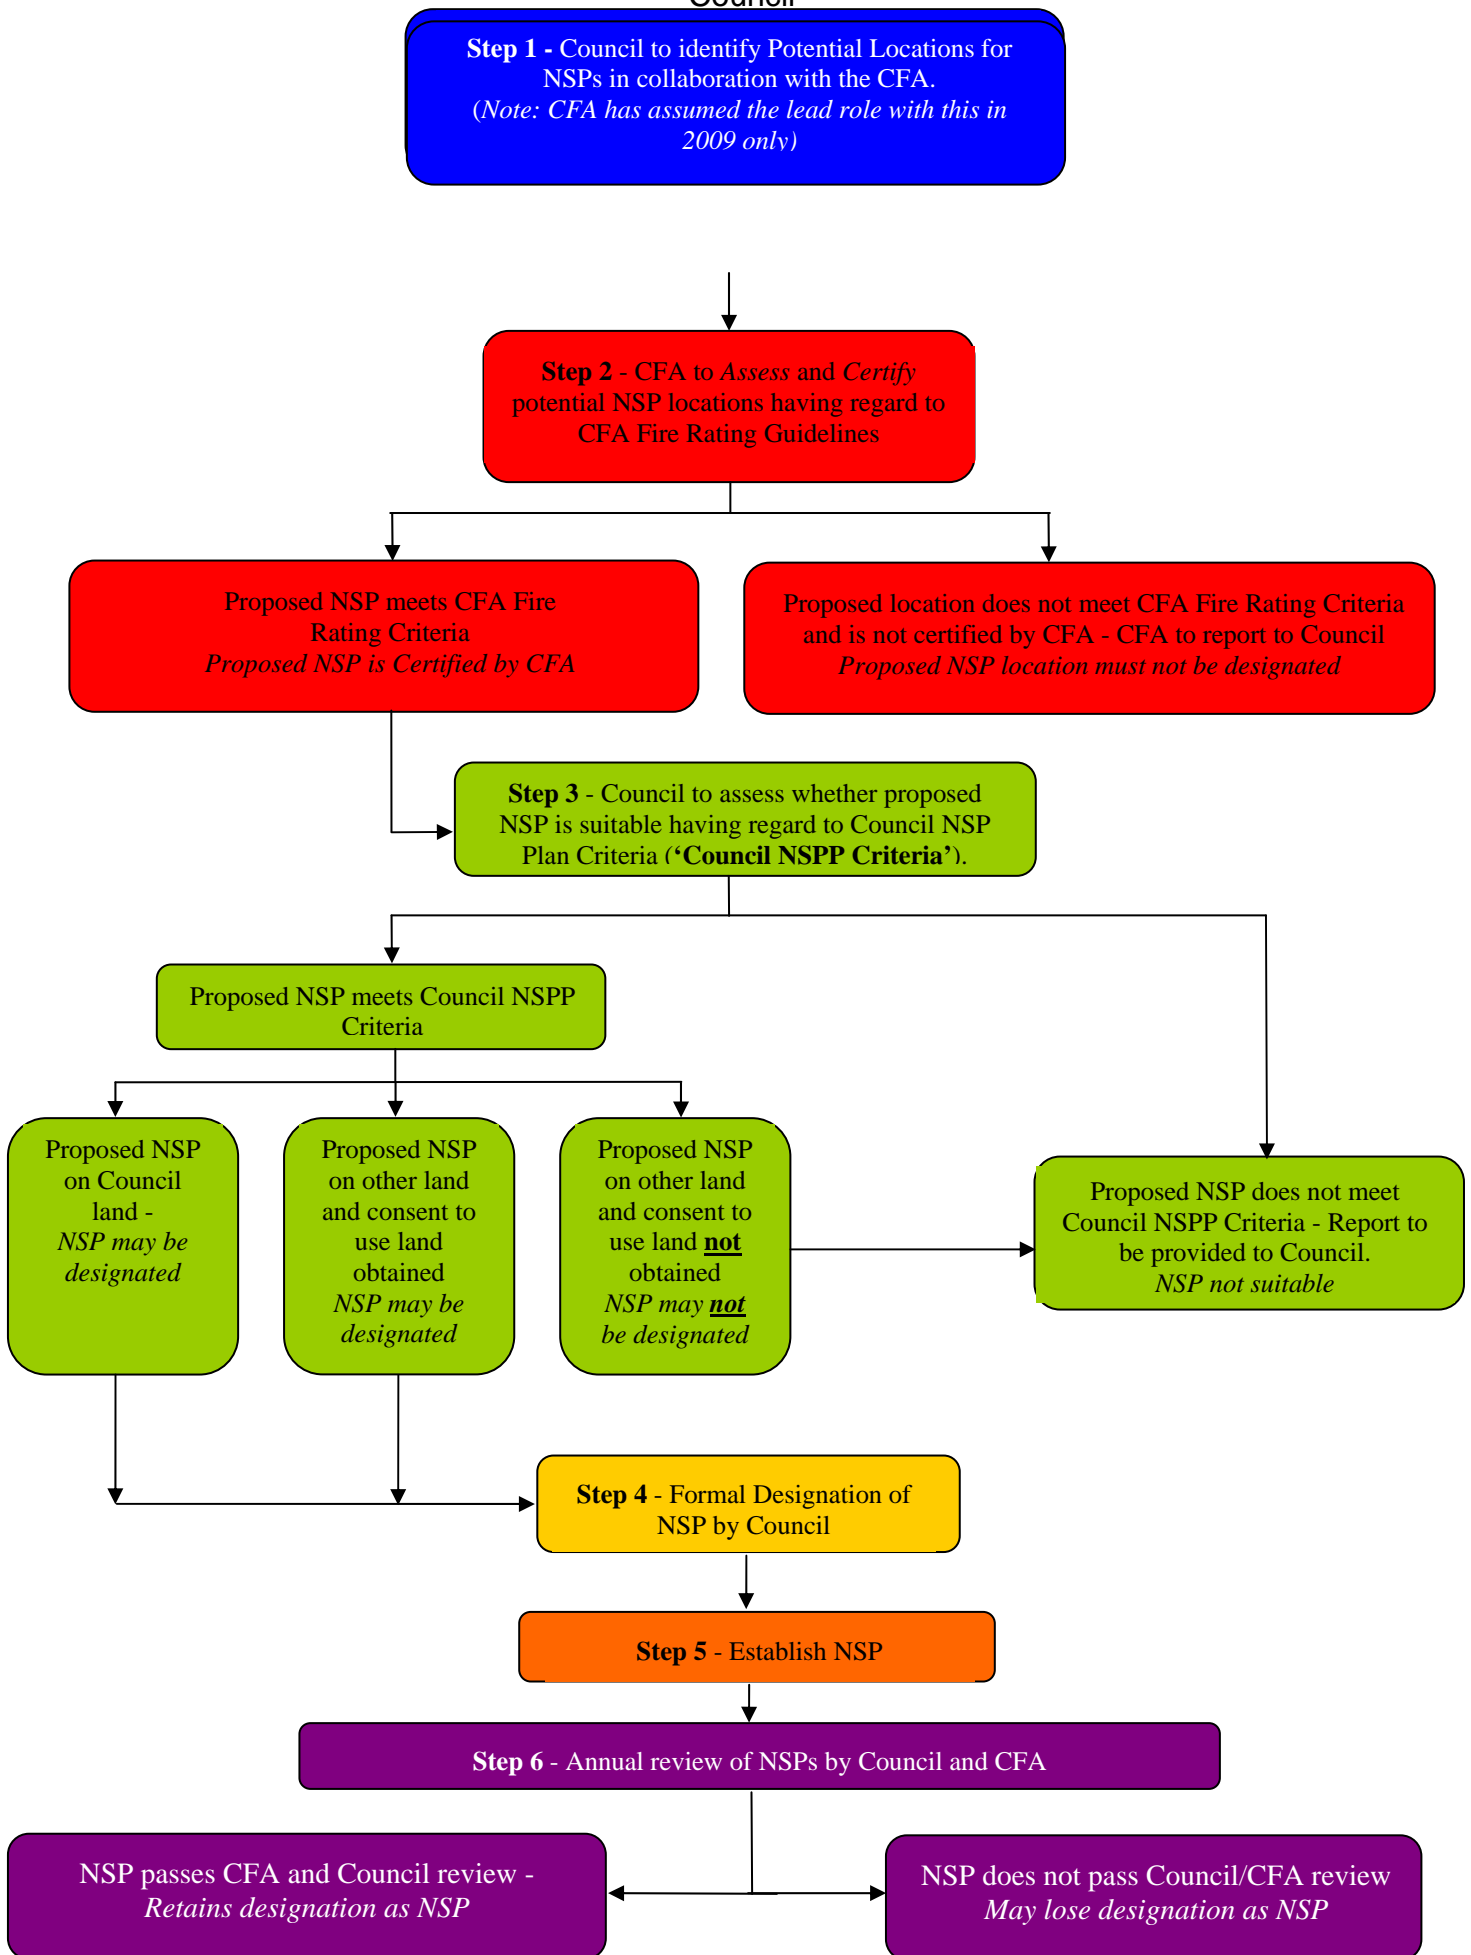 Council
Step 1 - Council to identify Potential Locations for
NSPs in collaboration with the CFA.
(Note: CFA has assumed the lead role with this in
2009 only)
Step 2 - CFA to Assess and Certify
potential NSP locations having regard to
CFA Fire Rating Guidelines
Proposed NSP meets CFA Fire
Rating Criteria
Proposed NSP is Certified by CFA
Proposed location does not meet CFA Fire Rating Criteria
and is not certified by CFA - CFA to report to Council
Proposed NSP location must not be designated
Step 3 - Council to assess whether proposed
NSP is suitable having regard to Council NSP
Plan Criteria (‘Council NSPP Criteria’).
Proposed NSP meets Council NSPP
Criteria
Proposed NSP
on Council
land -
NSP may be
designated
Proposed NSP
on other land
and consent to
use land
obtained
NSP may be
designated
Proposed NSP
on other land
and consent to
use land not
obtained
NSP may not
be designated
Proposed NSP does not meet
Council NSPP Criteria - Report to
be provided to Council.
NSP not suitable
Step 4 - Formal Designation of
NSP by Council
Step 5 - Establish NSP
Step 6 - Annual review of NSPs by Council and CFA
NSP passes CFA and Council review -
Retains designation as NSP
NSP does not pass Council/CFA review
May lose designation as NSP